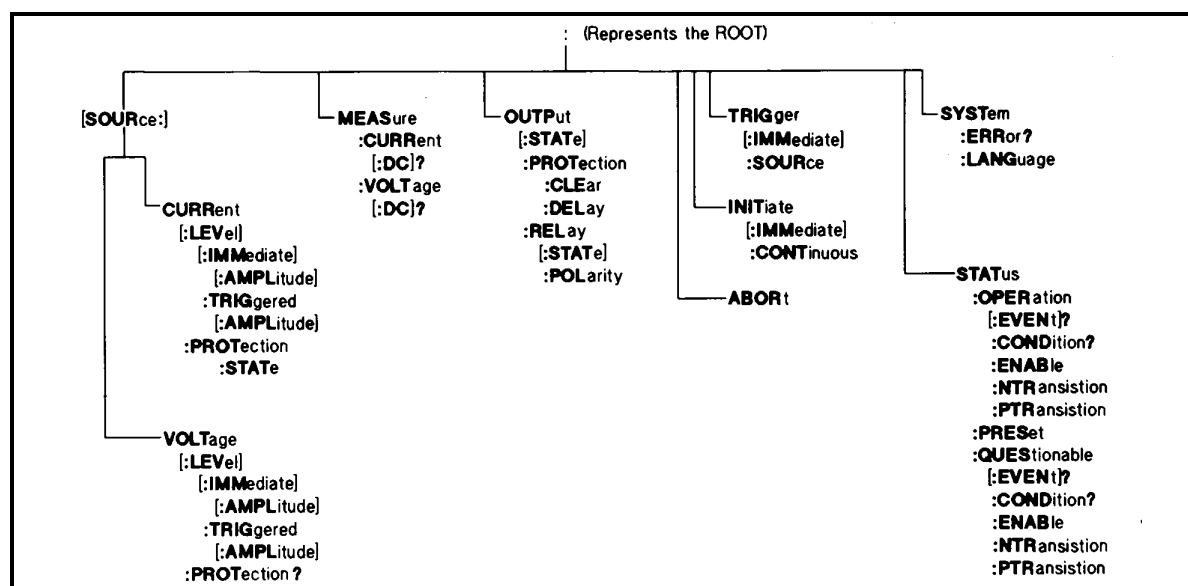 : (Represents the ROOT)
[SOURce:]
CURRent
[:LEVel]
[:IMMediate]
[:AMPLitude]
:TRIGgered
[:AMPLitude]
:PROTection
:STATe
VOLTage
[:LEVel]
[:IMMediate]
[:AMPLitude]
:TRIGgered
[:AMPLitude]
:PROTection?
MEASure
:CURRent
[:DC]?
:VOLTage
[:DC]?
OUTPut
[:STATe]
:PROTection
:CLEar
:DELay
:RELay
[:STATe]
:POLarity
TRIGger
[:IMMediate]
:SOURce
INITiate
[:IMMediate]
:CONTinuous
ABORt
SYSTem
:ERRor?
:LANGuage
STATus
:OPERation
[:EVENt]?
:CONDition?
:ENABle
:NTRansistion
:PTRansistion
:PRESet
:QUEStionable
[:EVENt]?
:CONDition?
:ENABle
:NTRansistion
:PTRansistion